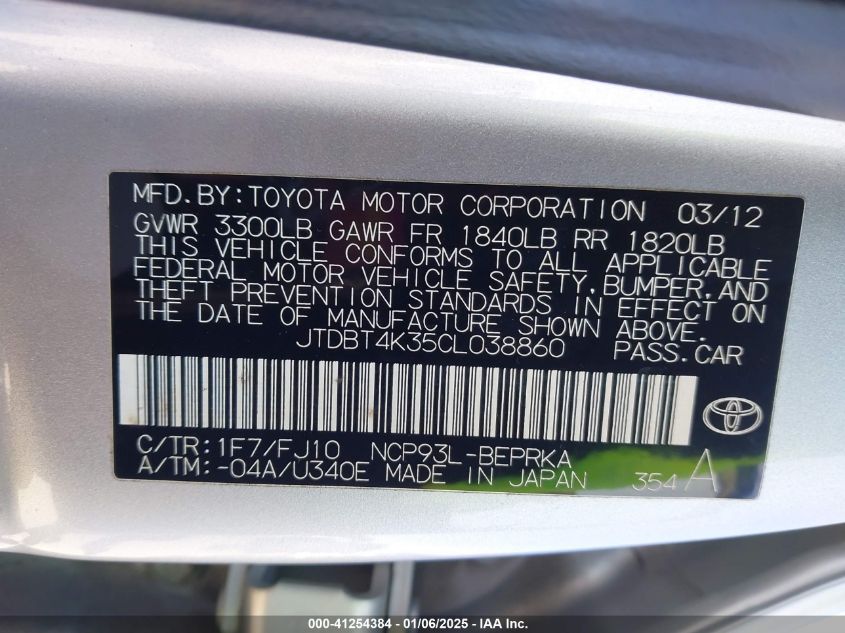 MFD.BY:TOYOTA MOTOR CORPORATION 03/12
GVWR 3300LB GAWR FR 1840LB RR 1820LB
THIS VEHICLE CONFORMS TO ALL APPLICABLE
FEDERAL MOTOR VEHICLE SAFETY,BUMPER,AND
THEFT PREVENTION STANDARDS IN EFFECT ON
THE DATE OF MANUFACTURE SHOWN ABOVE.
JTDBT4K35CL038860 PASS.CAR
C/TR:1F7/FJ10 NCP93L-BEPRKA
A/TM:-04A/U340E MADE IN JAPAN 354 A
000-41254384 - 01/06/2025 - © IAA Inc.